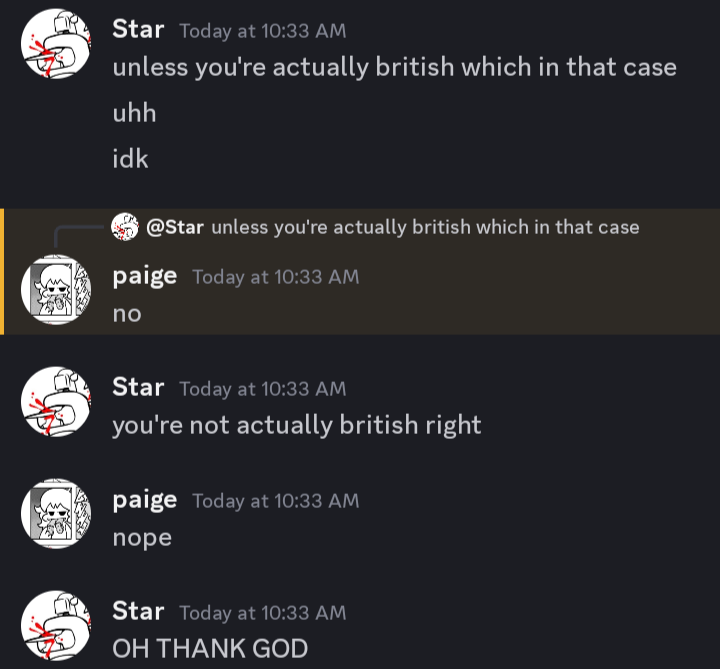 Star Today at 10:33 AM
unless you're actually british which in that case
uhh
idk
@Star unless you're actually british which in that case
paige Today at 10:33 AM
no
Star Today at 10:33 AM
you're not actually british right
paige Today at 10:33 AM
nope
Star Today at 10:33 AM
OH THANK GOD